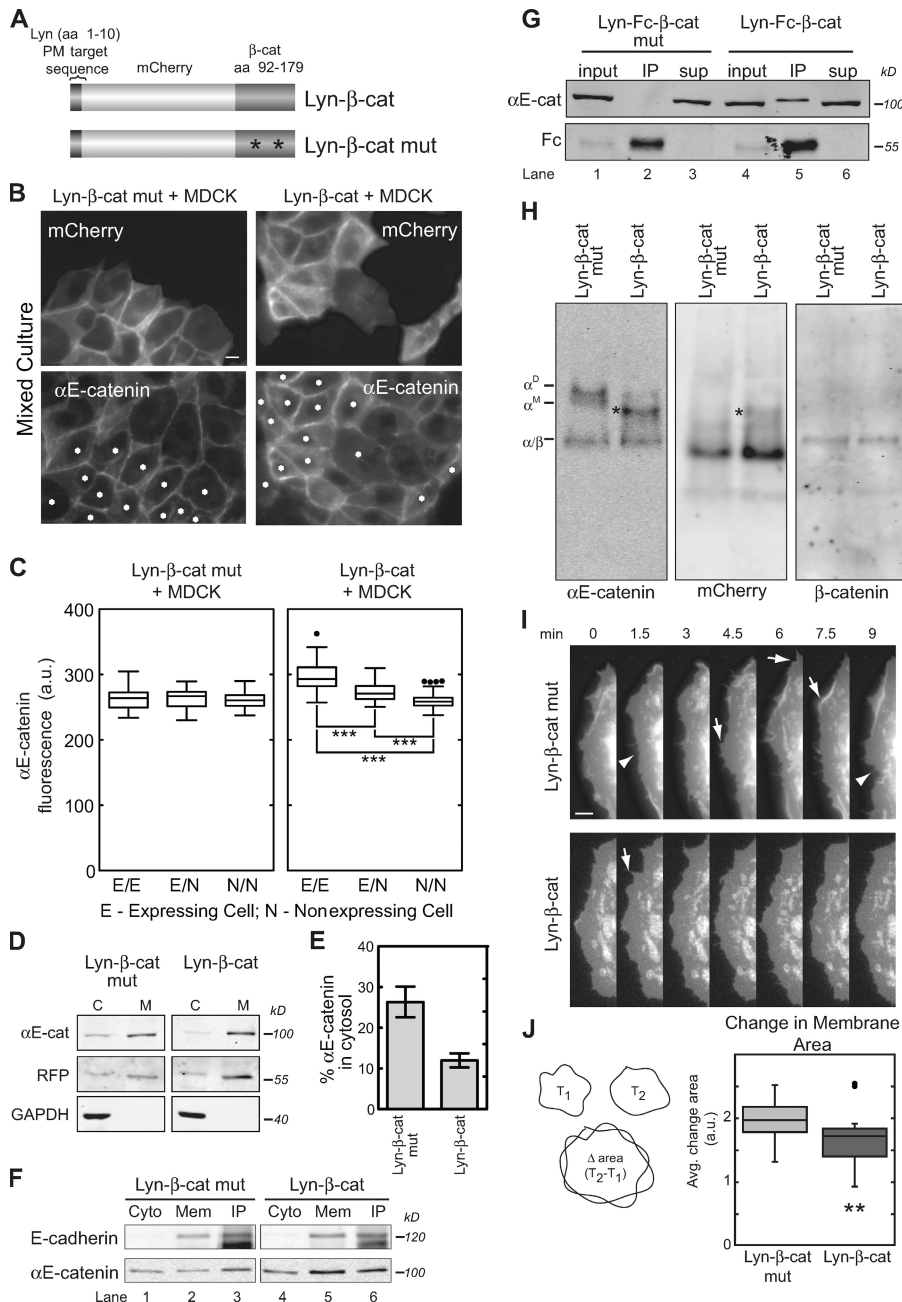 A
Lyn (aa 1-10)
PM target
sequence
mCherry
β-cat
aa 92-179
Lyn-β-cat
* *
Lyn-β-cat mut
B
Lyn-β-cat mut + MDCK
Lyn-β-cat + MDCK
Mixed Culture
mCherry
mCherry
αE-catenin
αE-catenin
C
Lyn-β-cat mut
+ MDCK
Lyn-β-cat
+ MDCK
αE-catenin
fluorescence (a.u.)
400
300
200
100
0
***
***
***
E/E E/N N/N
E/E E/N N/N
E - Expressing Cell; N - Nonexpressing Cell
D
Lyn-β-cat
mut
Lyn-β-cat
C M C M kD
αE-cat
100
RFP
55
GAPDH
40
E
% αE-catenin
in cytosol
40
30
20
10
0
Lyn-β-cat
mut
Lyn-β-cat
F
Lyn-β-cat mut
Lyn-β-cat
Cyto Mem IP Cyto Mem IP kD
E-cadherin
120
αE-catenin
100
Lane 1 2 3 4 5 6
G
Lyn-Fc-β-cat
mut
Lyn-Fc-β-cat
input IP sup input IP sup kD
αE-cat
100
Fc
55
Lane 1 2 3 4 5 6
H
Lyn-β-cat
mut
Lyn-β-cat
Lyn-β-cat
mut
Lyn-β-cat
Lyn-β-cat
mut
Lyn-β-cat
αD
αM
α/β
*
*
αE-catenin
mCherry
β-catenin
I
min 0 1.5 3 4.5 6 7.5 9
Lyn-β-cat mut
Lyn-β-cat
J
T1
T2
Δ area
(T2-T1)
Change in Membrane
Area
Avg. change area
(a.u.)
2
1
0
**
Lyn-β-cat
mut
Lyn-β-cat